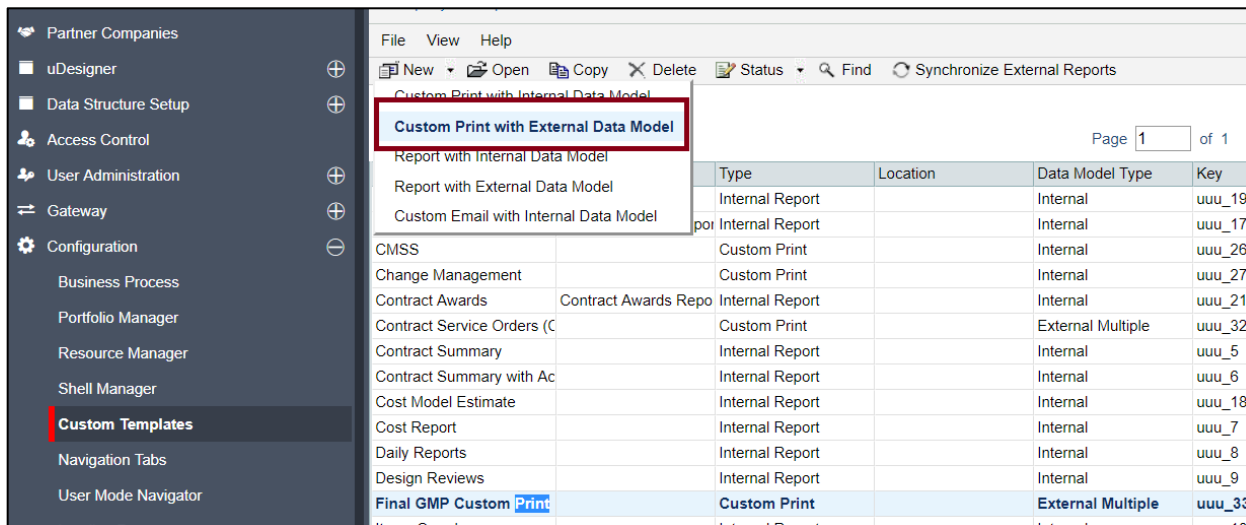 Partner Companies
uDesigner
Data Structure Setup
Access Control
User Administration
Gateway
Configuration
Business Process
Portfolio Manager
Resource Manager
Shell Manager
Custom Templates
Navigation Tabs
User Mode Navigator
File View Help
New Open Copy Delete Status Find Synchronize External Reports
Custom Print with Internal Data Model
Custom Print with External Data Model
Report with Internal Data Model
Report with External Data Model
Custom Email with Internal Data Model
Page 1 of 1
Type Location Data Model Type Key
Internal Report Internal uuu_19
por Internal Report Internal uuu_17
CMSS Custom Print Internal uuu_26
Change Management Custom Print Internal uuu_27
Contract Awards Contract Awards Repo Internal Report Internal uuu_21
Contract Service Orders (C Custom Print External Multiple uuu_32
Contract Summary Internal Report Internal uuu_5
Contract Summary with Ac Internal Report Internal uuu_6
Cost Model Estimate Internal Report Internal uuu_18
Cost Report Internal Report Internal uuu_7
Daily Reports Internal Report Internal uuu_8
Design Reviews Internal Report Internal uuu_9
Final GMP Custom Print Custom Print External Multiple uuu_33